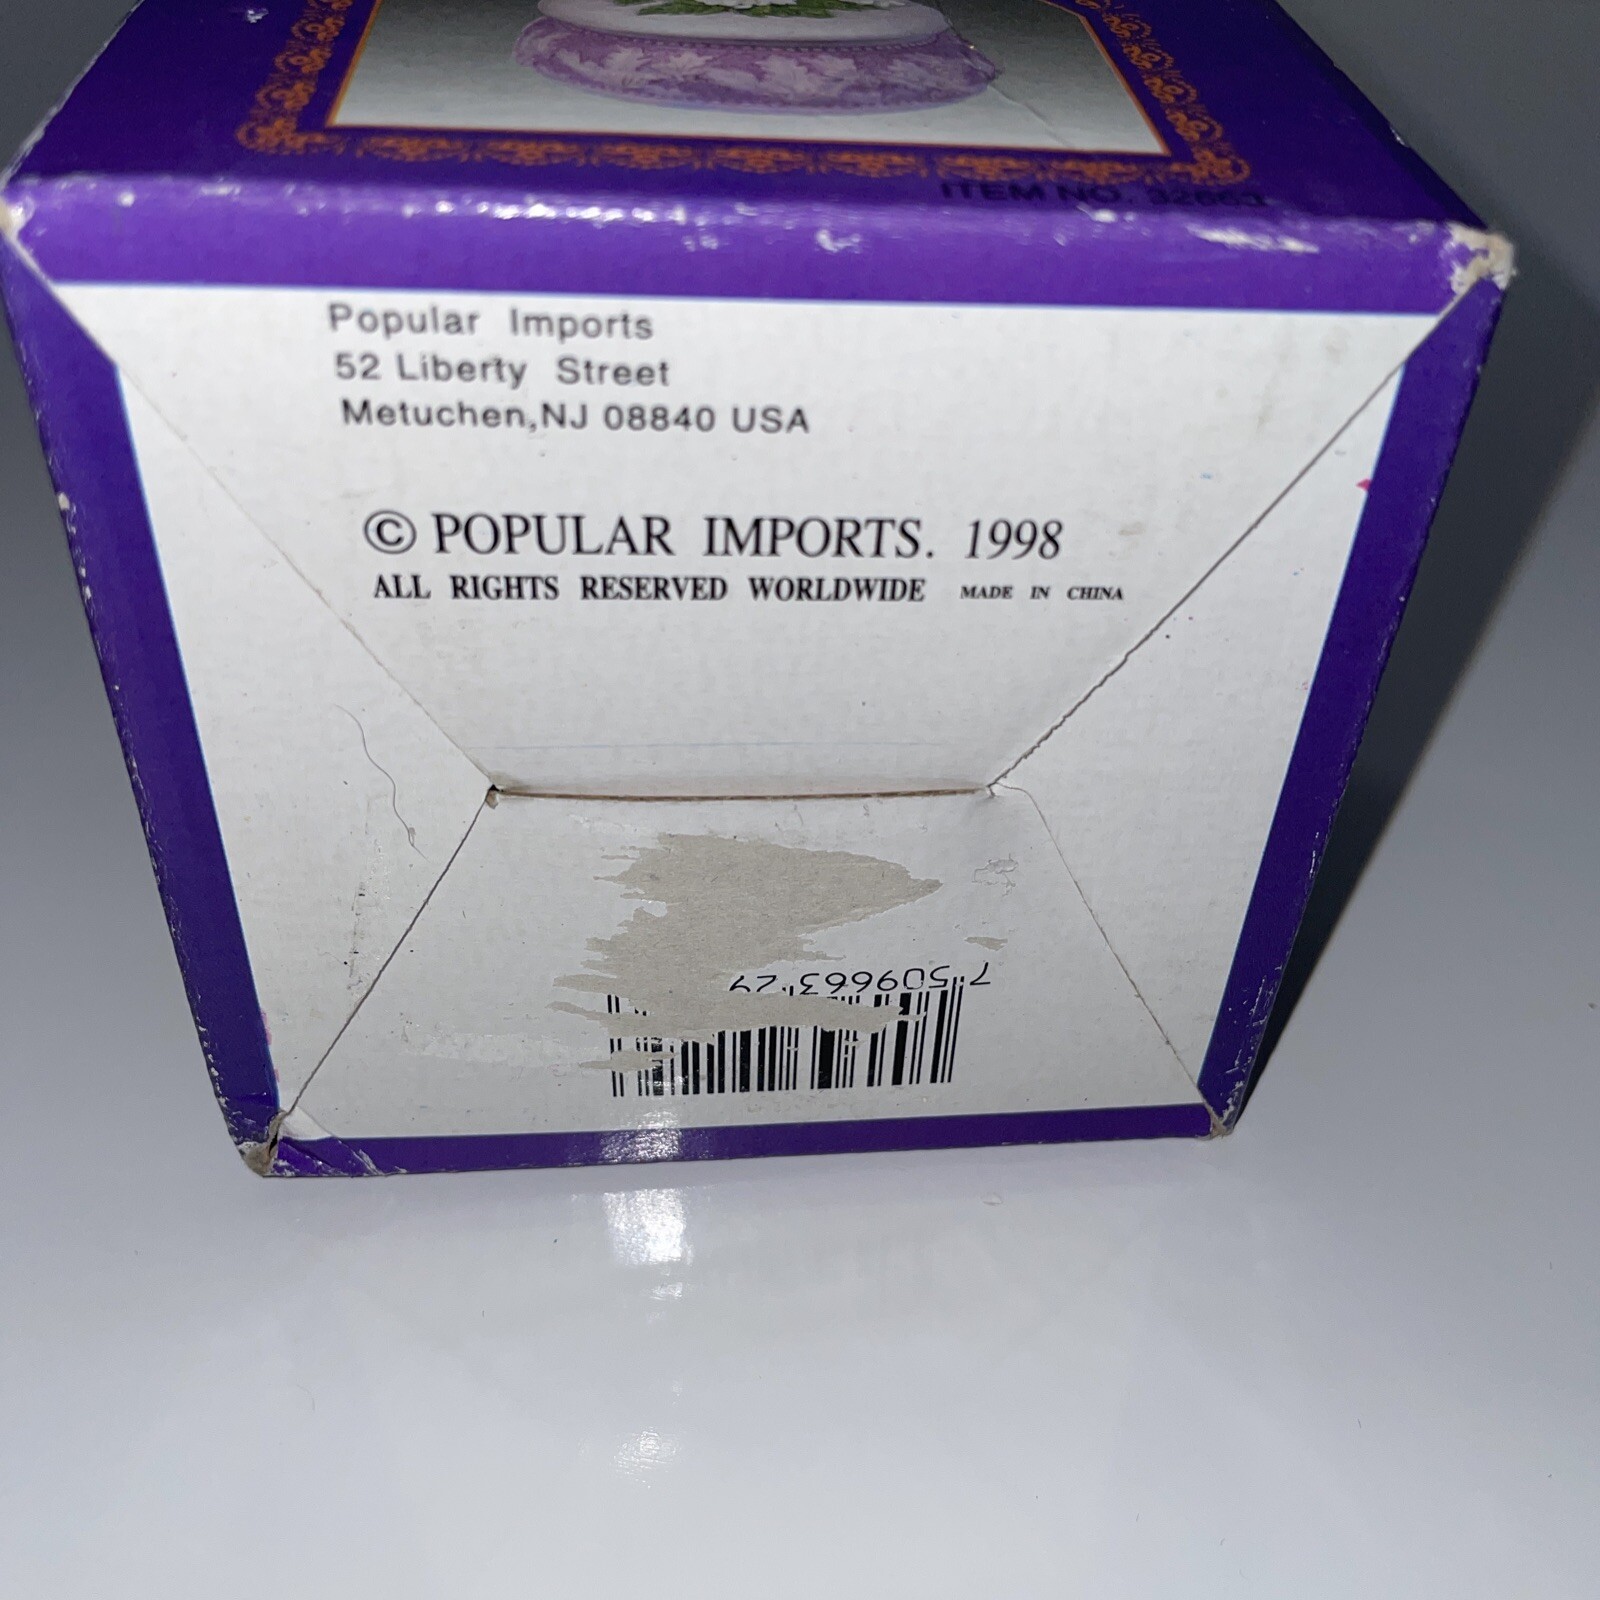 ITEM NO. 32663
Popular Imports
52 Liberty Street
Metuchen,NJ 08840 USA
© POPULAR IMPORTS. 1998
ALL RIGHTS RESERVED WORLDWIDE MADE IN CHINA